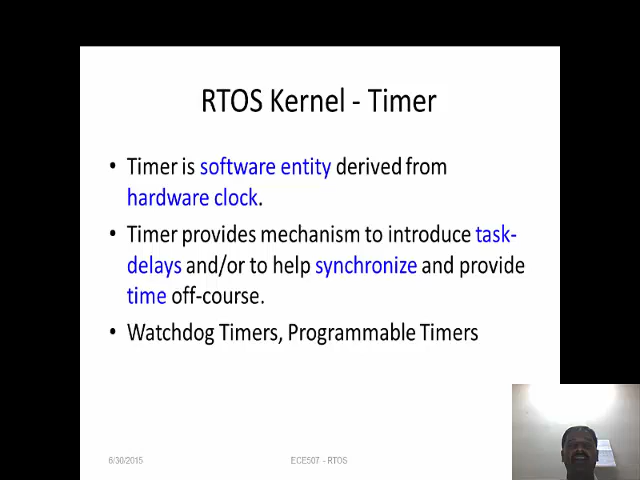 RTOS Kernel - Timer
• Timer is software entity derived from
hardware clock.
• Timer provides mechanism to introduce task-
delays and/or to help synchronize and provide
time off-course.
• Watchdog Timers, Programmable Timers
6/30/2015
ECE507 - RTOS